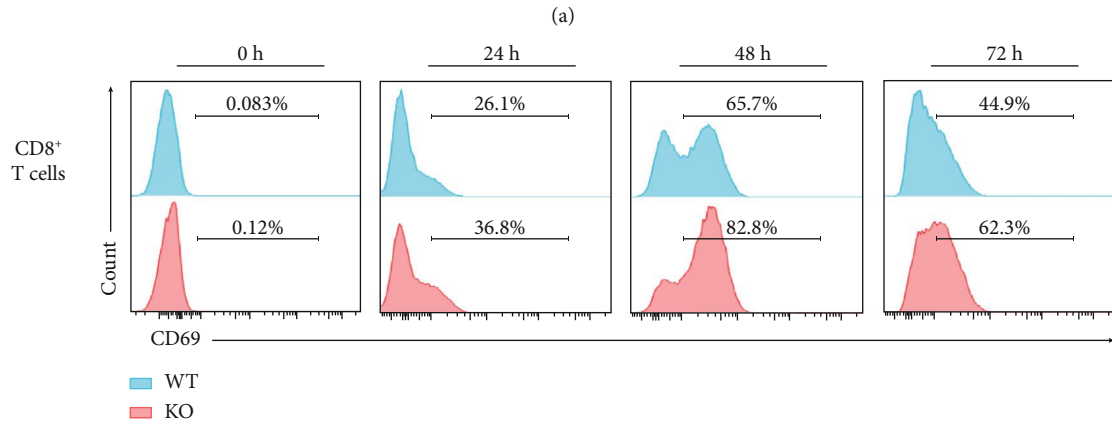 (a)
0 h
24 h
48 h
72 h
CD8+
T cells
Count
0.083%
26.1%
65.7%
44.9%
0.12%
36.8%
82.8%
62.3%
CD69
WT
KO